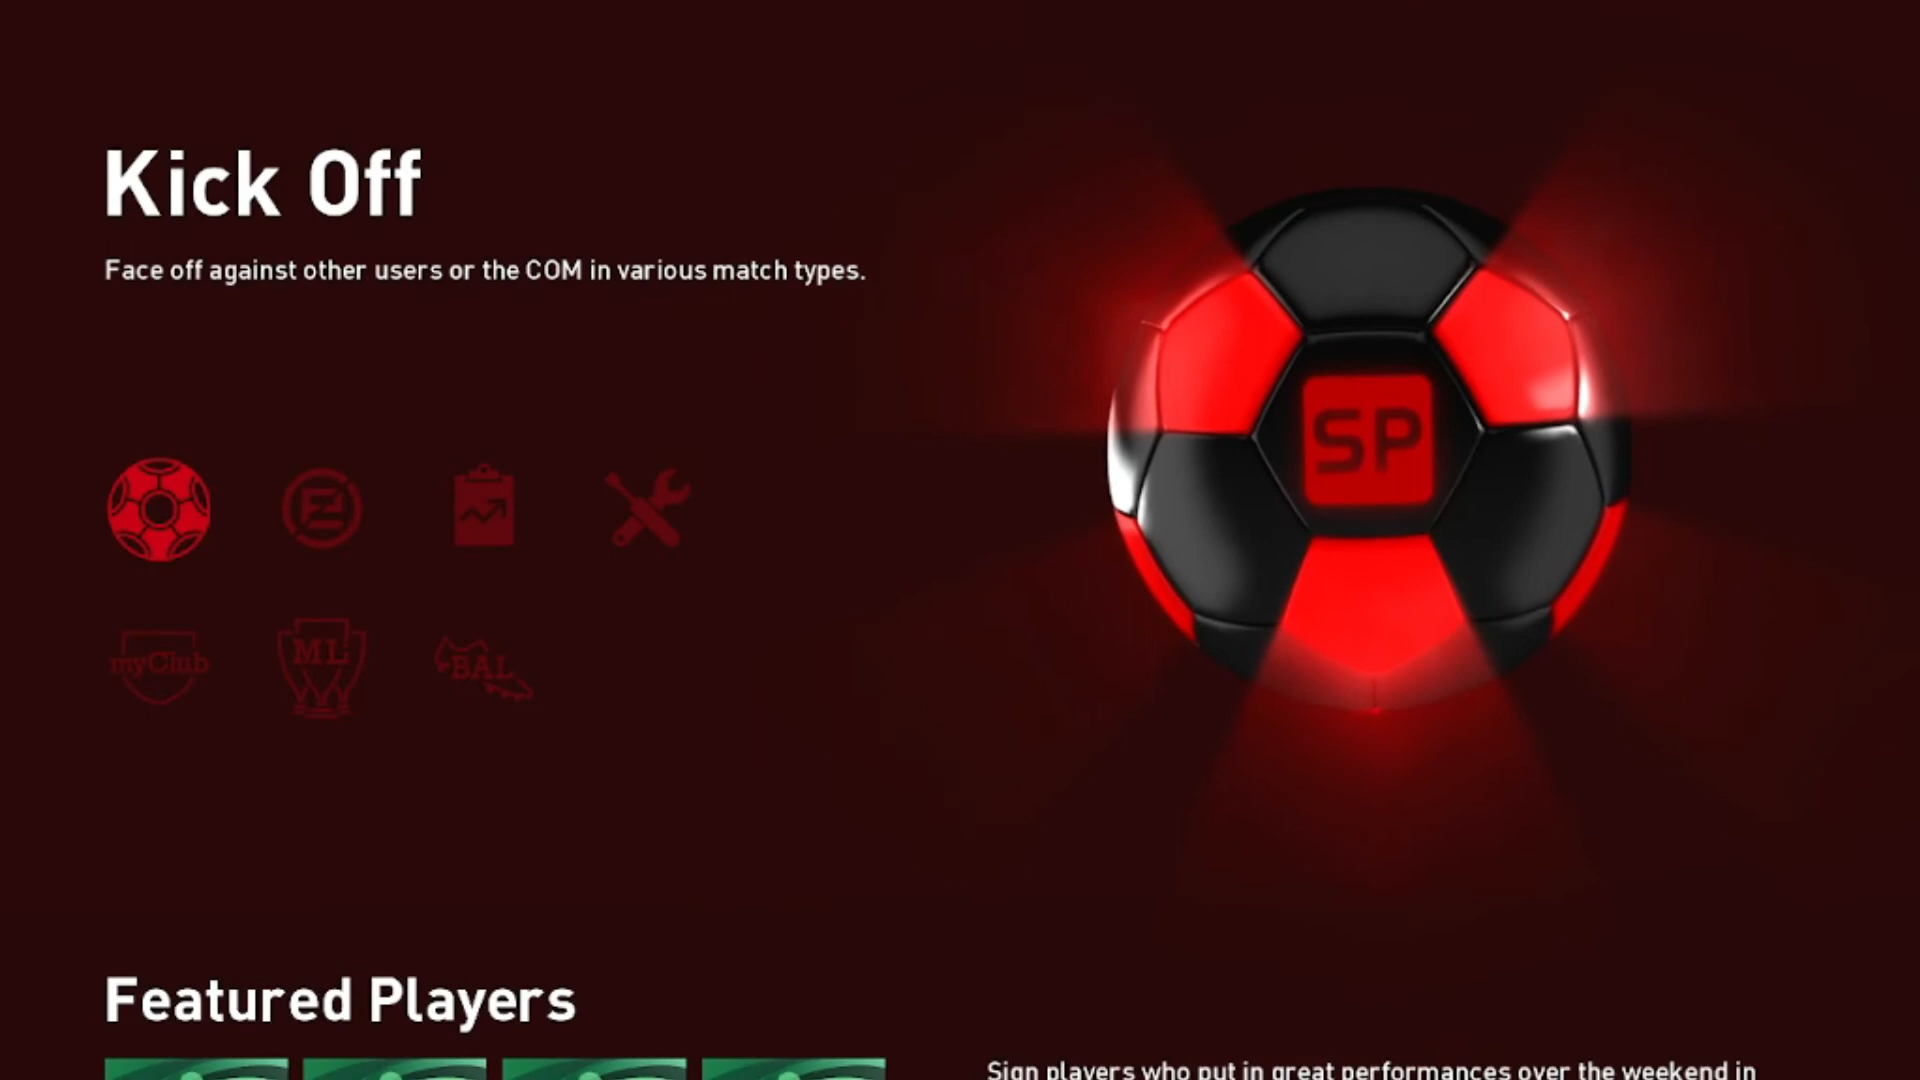 Kick Off
Face off against other users or the COM in various match types.
SP
myClub
ML
BAL
Featured Players
Sign players who put in great performances over the weekend in